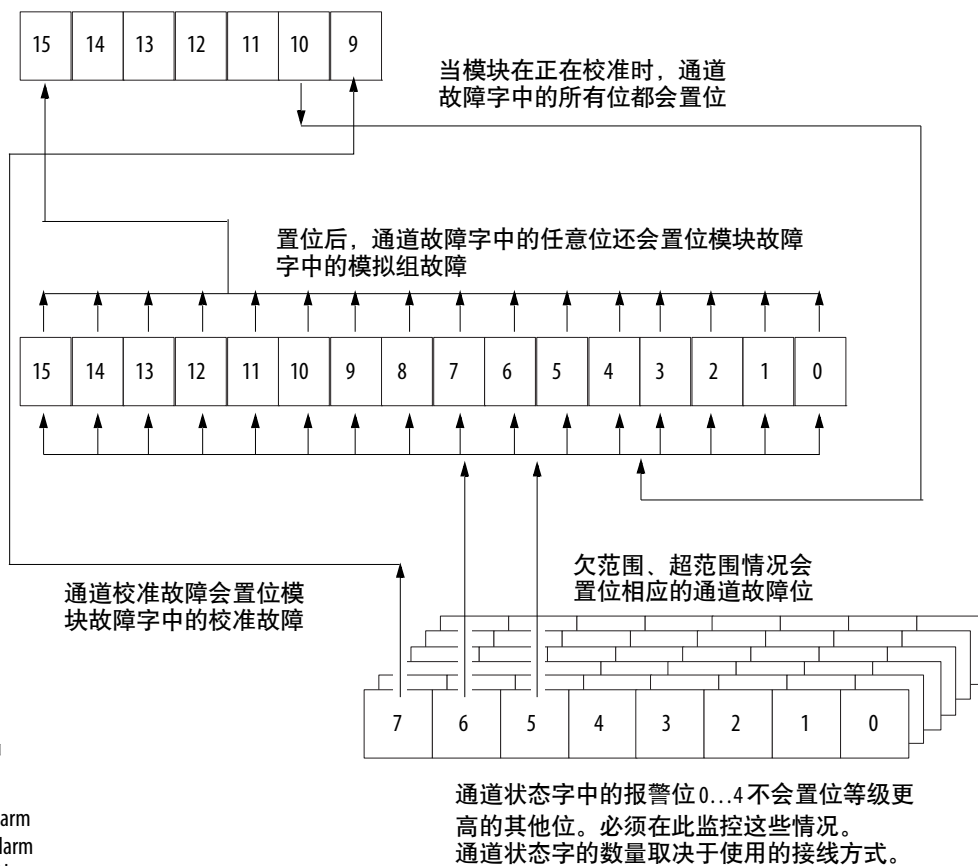 15 14 13 12 11 10 9
当模块在正在校准时，通道
故障字中的所有位都会置位
置位后，通道故障字中的任意位还会置位模块故障
字中的模拟组故障
15 14 13 12 11 10 9 8 7 6 5 4 3 2 1 0
欠范围、超范围情况会
置位相应的通道故障位
通道校准故障会置位模
块故障字中的校准故障
7 6 5 4 3 2 1 0
通道状态字中的报警位0…4不会置位等级更
高的其他位。必须在此监控这些情况。
通道状态字的数量取决于使用的接线方式。